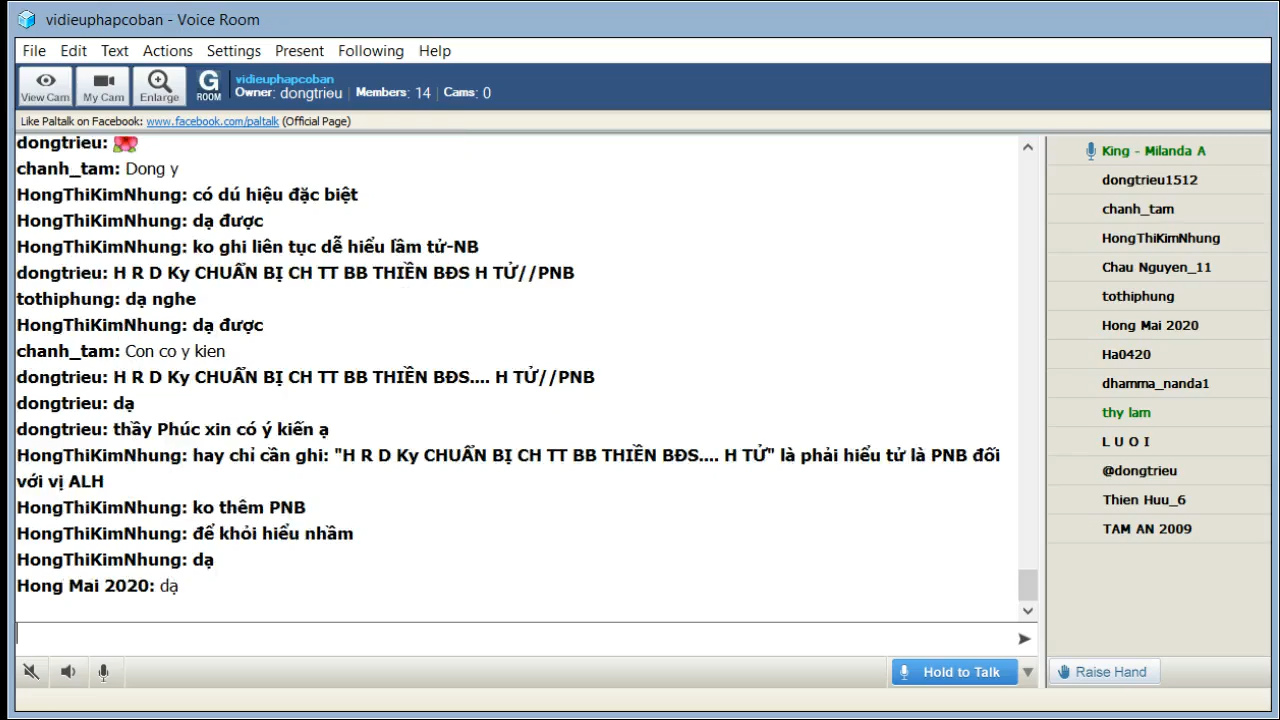 vidieuphapcoban - Voice Room
File Edit Text Actions Settings Present Following Help
View Cam
My Cam
Enlarge
G ROOM
vidieuphapcoban
Owner: dongtrieu | Members: 14 | Cams: 0
Like Paltalk on Facebook: www.facebook.com/paltalk (Official Page)
dongtrieu:
chanh_tam: Dong y
HongThiKimNhung: có dú hiệu đặc biệt
HongThiKimNhung: dạ được
HongThiKimNhung: ko ghi liên tục dễ hiểu lầm tử-NB
dongtrieu: H R D Ky CHUẨN BỊ CH TT BB THIỀN BĐS H TỬ//PNB
tothiphung: dạ nghe
HongThiKimNhung: dạ được
chanh_tam: Con co y kien
dongtrieu: H R D Ky CHUẨN BỊ CH TT BB THIỀN BĐS.... H TỬ//PNB
dongtrieu: dạ
dongtrieu: thầy Phúc xin có ý kiến ạ
HongThiKimNhung: hay chỉ cần ghi: "H R D Ky CHUẨN BỊ CH TT BB THIỀN BĐS.... H TỬ" là phải hiểu tử là PNB đối
với vị ALH
HongThiKimNhung: ko thêm PNB
HongThiKimNhung: để khỏi hiểu nhầm
HongThiKimNhung: dạ
Hong Mai 2020: dạ
King - Milanda A
dongtrieu1512
chanh_tam
HongThiKimNhung
Chau Nguyen_11
tothiphung
Hong Mai 2020
Ha0420
dhamma_nanda1
thy lam
L U O I
@dongtrieu
Thien Huu_6
TAM AN 2009
Hold to Talk
Raise Hand